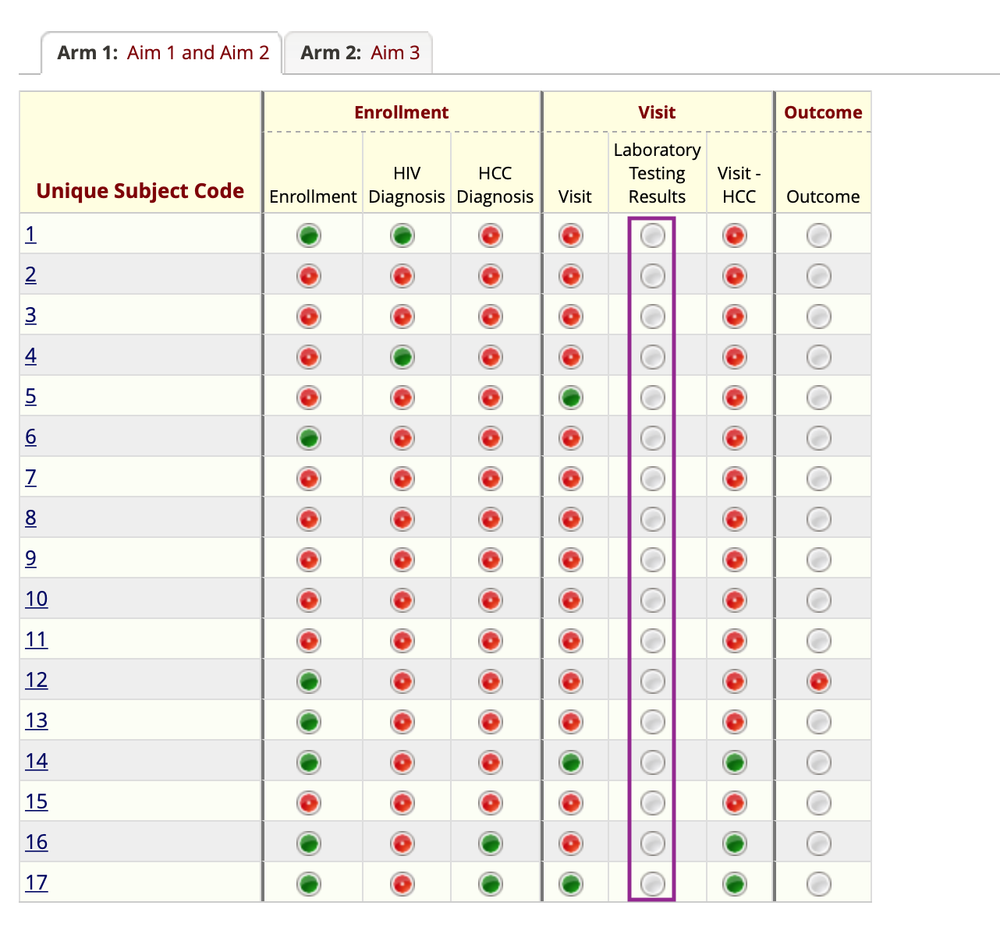 Arm 1: Aim 1 and Aim 2
Arm 2: Aim 3
Enrollment
Visit
Outcome
Unique Subject Code
Enrollment
HIV
Diagnosis
HCC
Diagnosis
Visit
Laboratory
Testing
Results
Visit -
HCC
Outcome
1
2
3
4
5
6
7
8
9
10
11
12
13
14
15
16
17